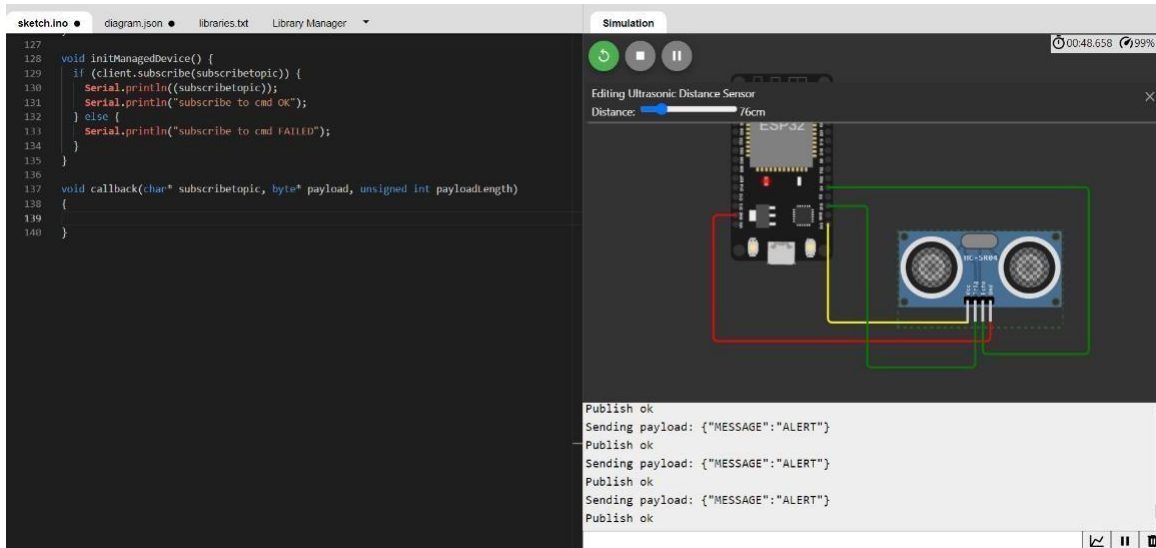 sketch.ino ● diagram.json ● libraries.txt Library Manager ▼
127 }
128 void initManagedDevice() {
129 if (client.subscribe(subscribetopic)) {
130 Serial.println((subscribetopic));
131 Serial.println("subscribe to cmd OK");
132 } else {
133 Serial.println("subscribe to cmd FAILED");
134 }
135 }
136
137 void callback(char* subscribetopic, byte* payload, unsigned int payloadLength)
138 {
139
140 }
Simulation
00:48.658 99%
Editing Ultrasonic Distance Sensor
Distance: 76cm
ESP32
HC-SR04
Vcc
Trig
Echo
Gnd
Publish ok
Sending payload: {"MESSAGE":"ALERT"}
Publish ok
Sending payload: {"MESSAGE":"ALERT"}
Publish ok
Sending payload: {"MESSAGE":"ALERT"}
Publish ok